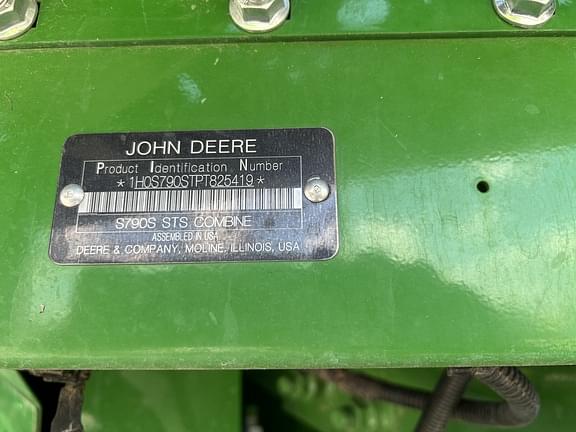 JOHN DEERE
Product Identification Number
*1H0S790STPT825419*
S790S STS COMBINE
ASSEMBLED IN USA
DEERE & COMPANY, MOLINE, ILLINOIS, USA